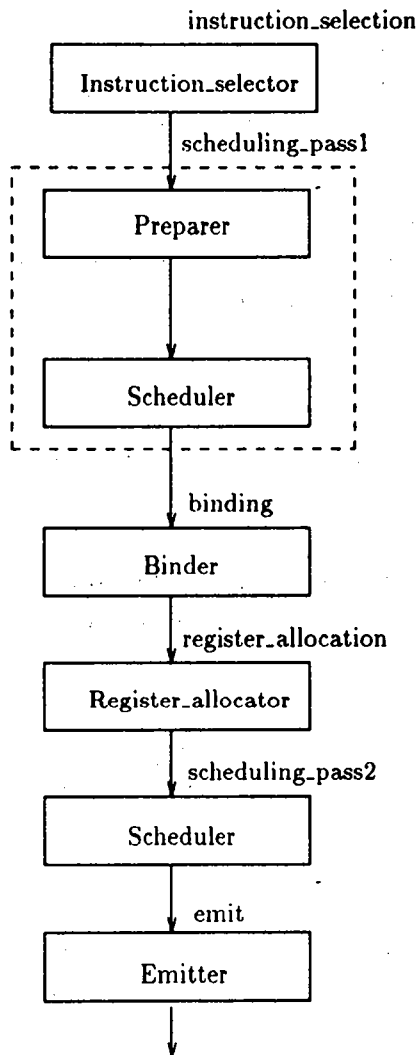 instruction_selection
Instruction_selector
scheduling_pass1
Preparer
Scheduler
binding
Binder
register_allocation
Register_allocator
scheduling_pass2
Scheduler
emit
Emitter